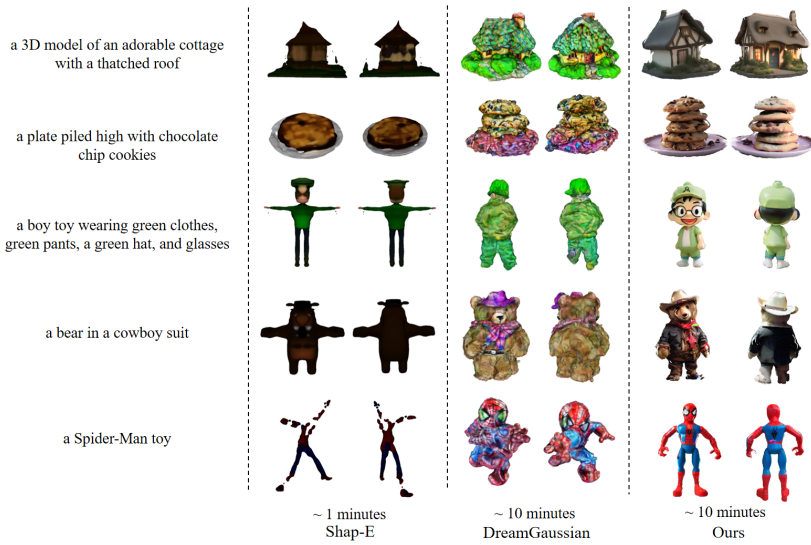 a 3D model of an adorable cottage
with a thatched roof
a plate piled high with chocolate
chip cookies
a boy toy wearing green clothes,
green pants, a green hat, and glasses
a bear in a cowboy suit
a Spider-Man toy
~ 1 minutes
Shap-E
~ 10 minutes
DreamGaussian
~ 10 minutes
Ours